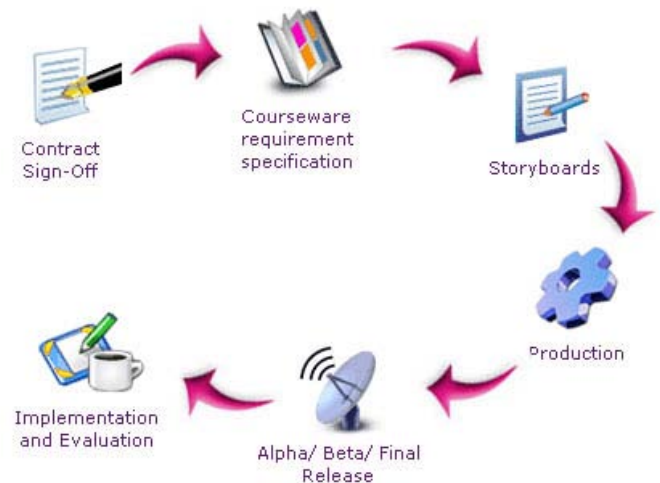 Contract
Sign-Off
Courseware
requirement
specification
Storyboards
Production
Alpha/ Beta/ Final
Release
Implementation
and Evaluation